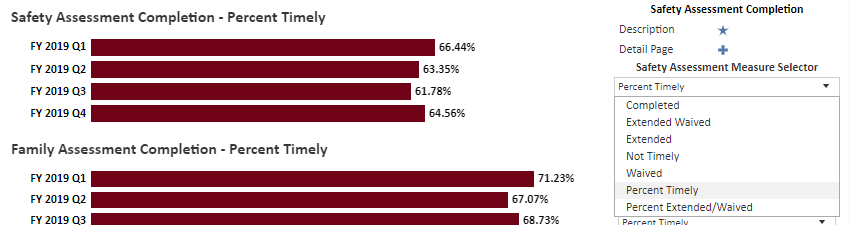 Safety Assessment Completion - Percent Timely
FY 2019 Q1 66.44%
FY 2019 Q2 63.35%
FY 2019 Q3 61.78%
FY 2019 Q4 64.56%
Family Assessment Completion - Percent Timely
FY 2019 Q1 71.23%
FY 2019 Q2 67.07%
FY 2019 Q3 68.73%
Safety Assessment Completion
Description
Detail Page
Safety Assessment Measure Selector
Percent Timely
Completed
Extended Waived
Extended
Not Timely
Waived
Percent Timely
Percent Extended/Waived
Percent Timely